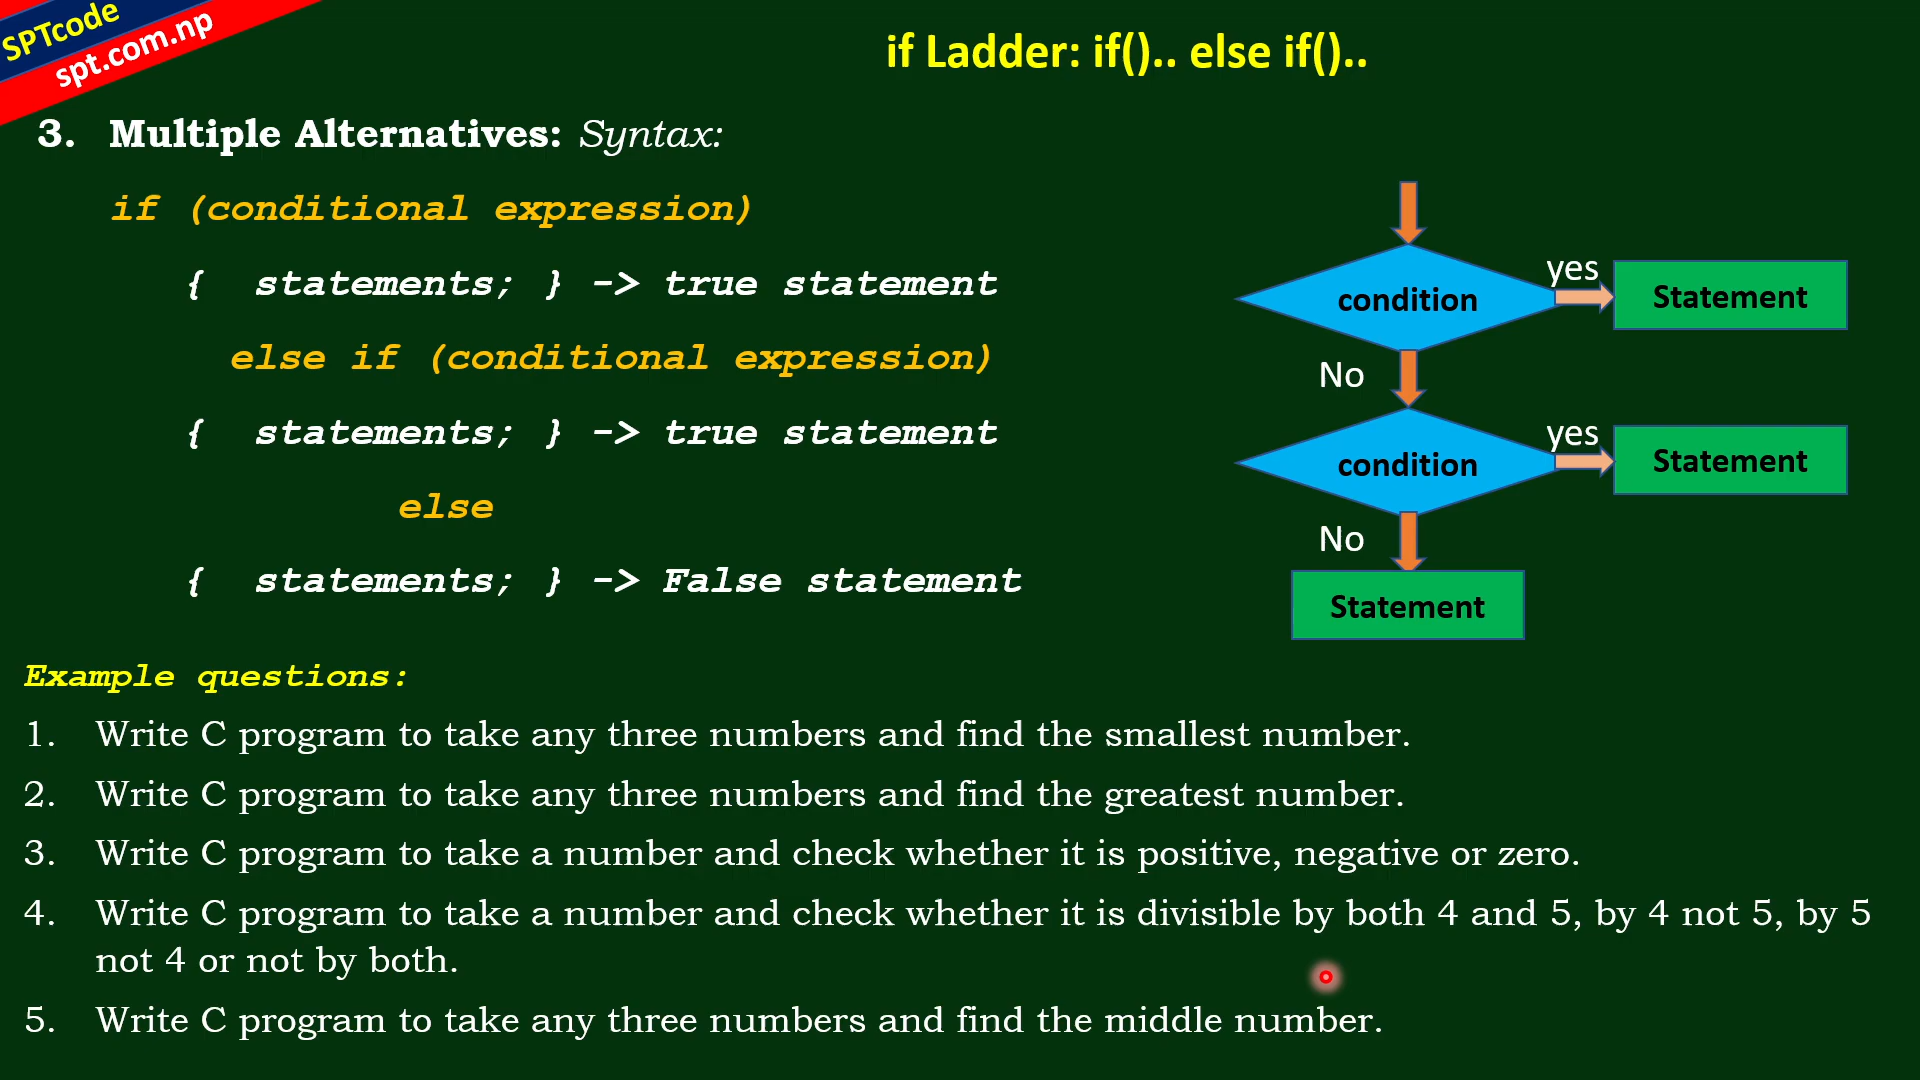 SPTcode
spt.com.np
if Ladder: if().. else if()..
3. Multiple Alternatives: Syntax:
if (conditional expression)
{ statements; } -> true statement
else if (conditional expression)
{ statements; } -> true statement
else
{ statements; } -> False statement
condition
yes
Statement
No
condition
yes
Statement
No
Statement
Example questions:
1. Write C program to take any three numbers and find the smallest number.
2. Write C program to take any three numbers and find the greatest number.
3. Write C program to take a number and check whether it is positive, negative or zero.
4. Write C program to take a number and check whether it is divisible by both 4 and 5, by 4 not 5, by 5
not 4 or not by both.
5. Write C program to take any three numbers and find the middle number.